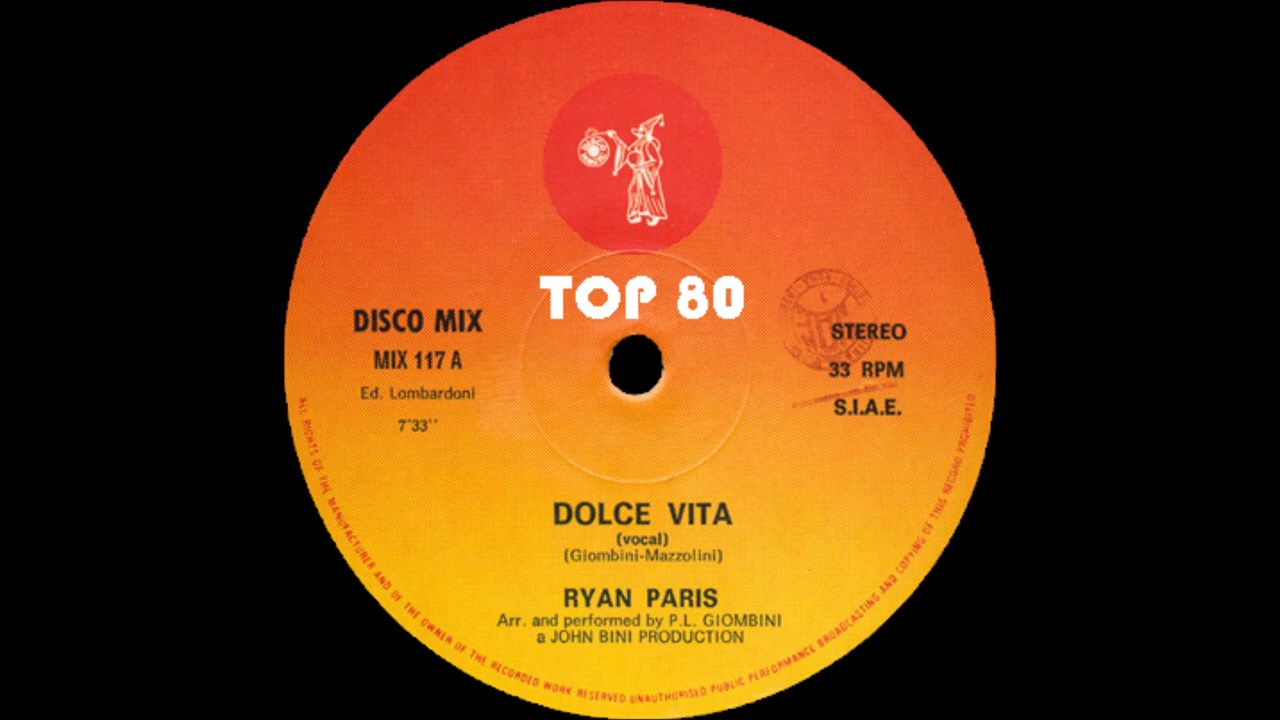 TOP 80
DISCO MIX
MIX 117 A
Ed. Lombardoni
7"33''
STEREO
33 RPM
S.I.A.E.
DOLCE VITA
(vocal)
(Giombini-Mazzolini)
RYAN PARIS
Arr. and performed by P.L. GIOMBINI
a JOHN BINI PRODUCTION
ALL RIGHTS OF THE MANUFACTURER AND OF THE OWNER OF THE RECORDED WORK RESERVED UNAUTHORISED PUBLIC PERFORMANCE BROADCASTING AND COPYING OF THIS RECORD PROHIBITED